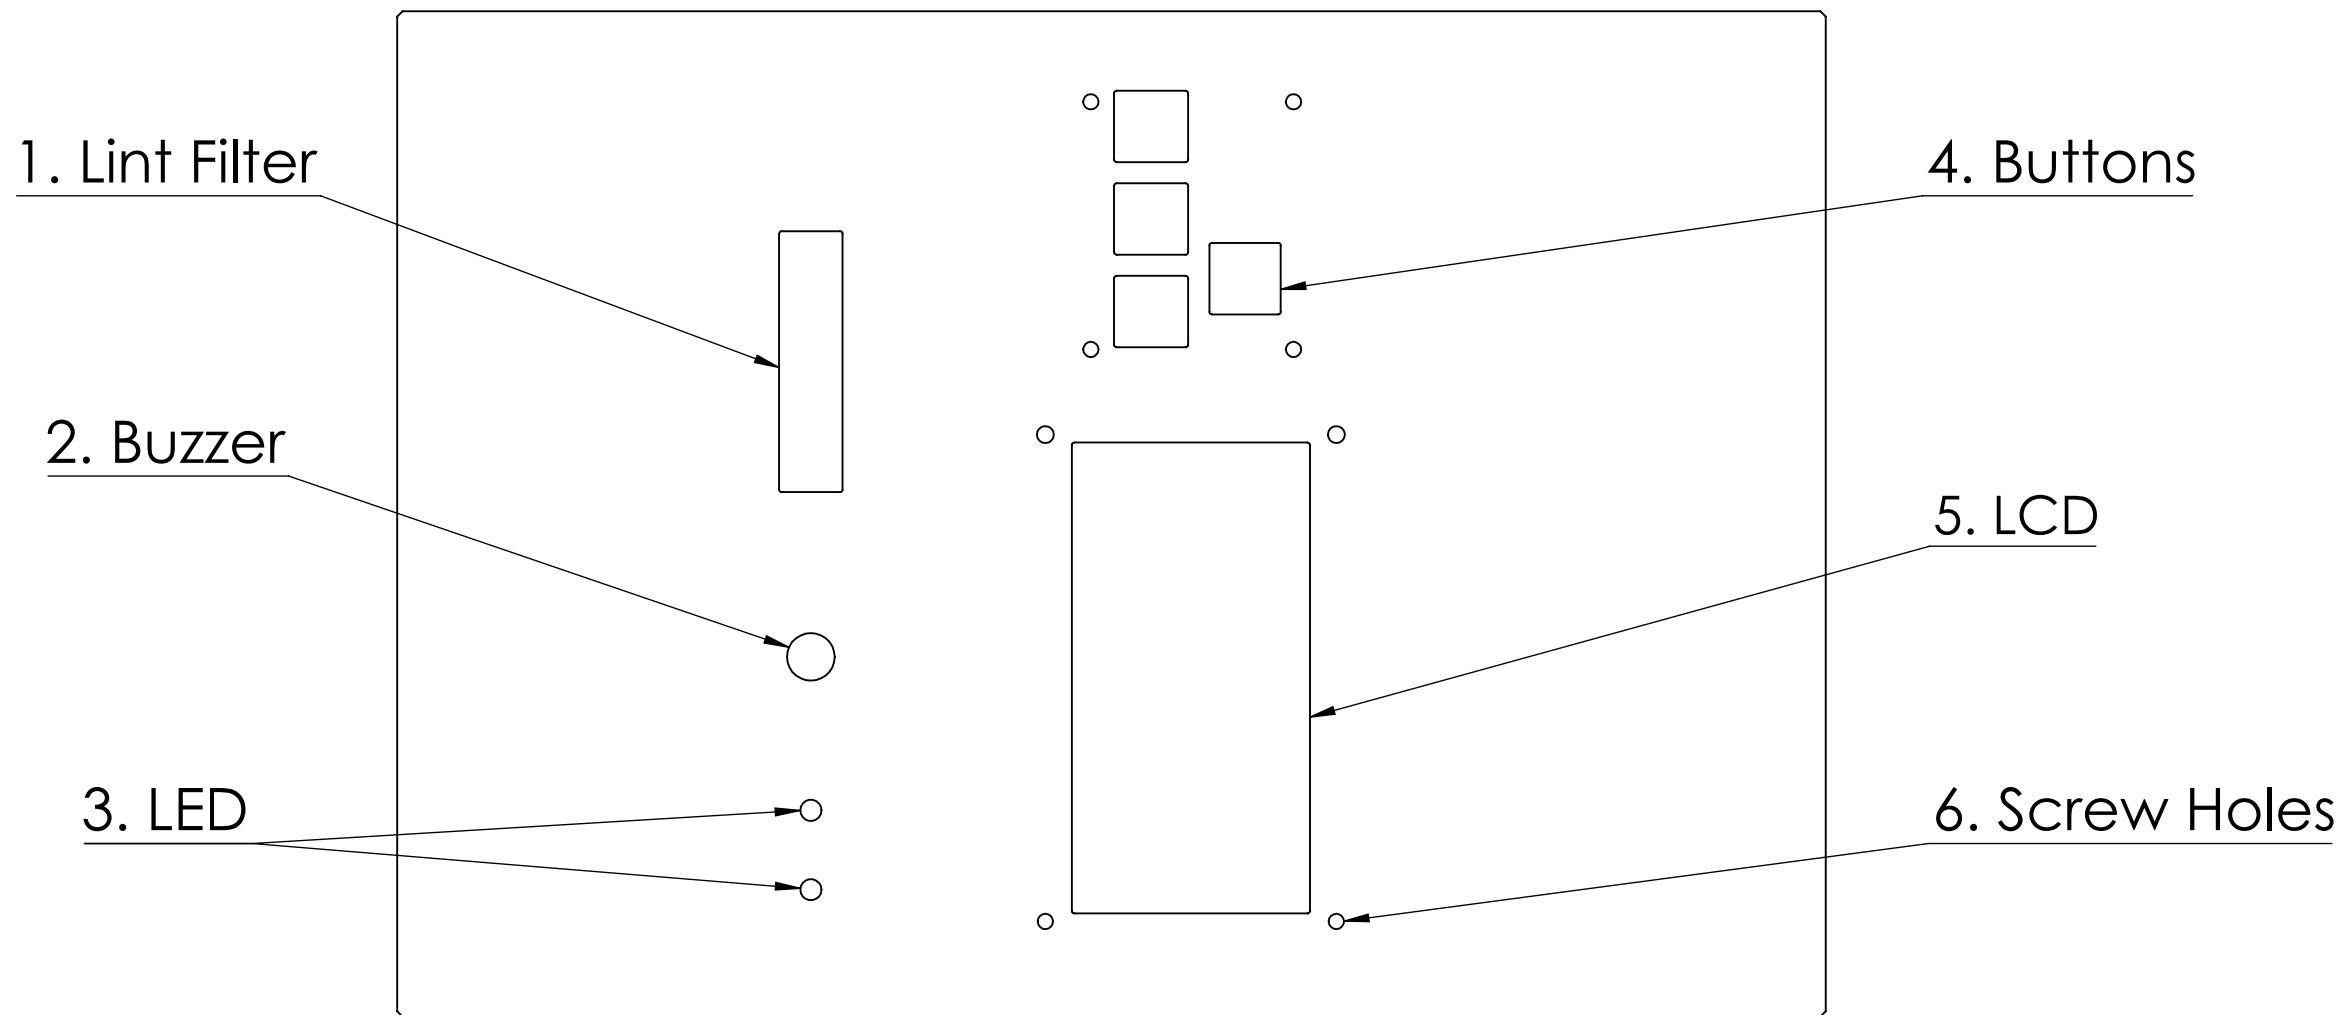 1. Lint Filter
2. Buzzer
3. LED
4. Buttons
5. LCD
6. Screw Holes